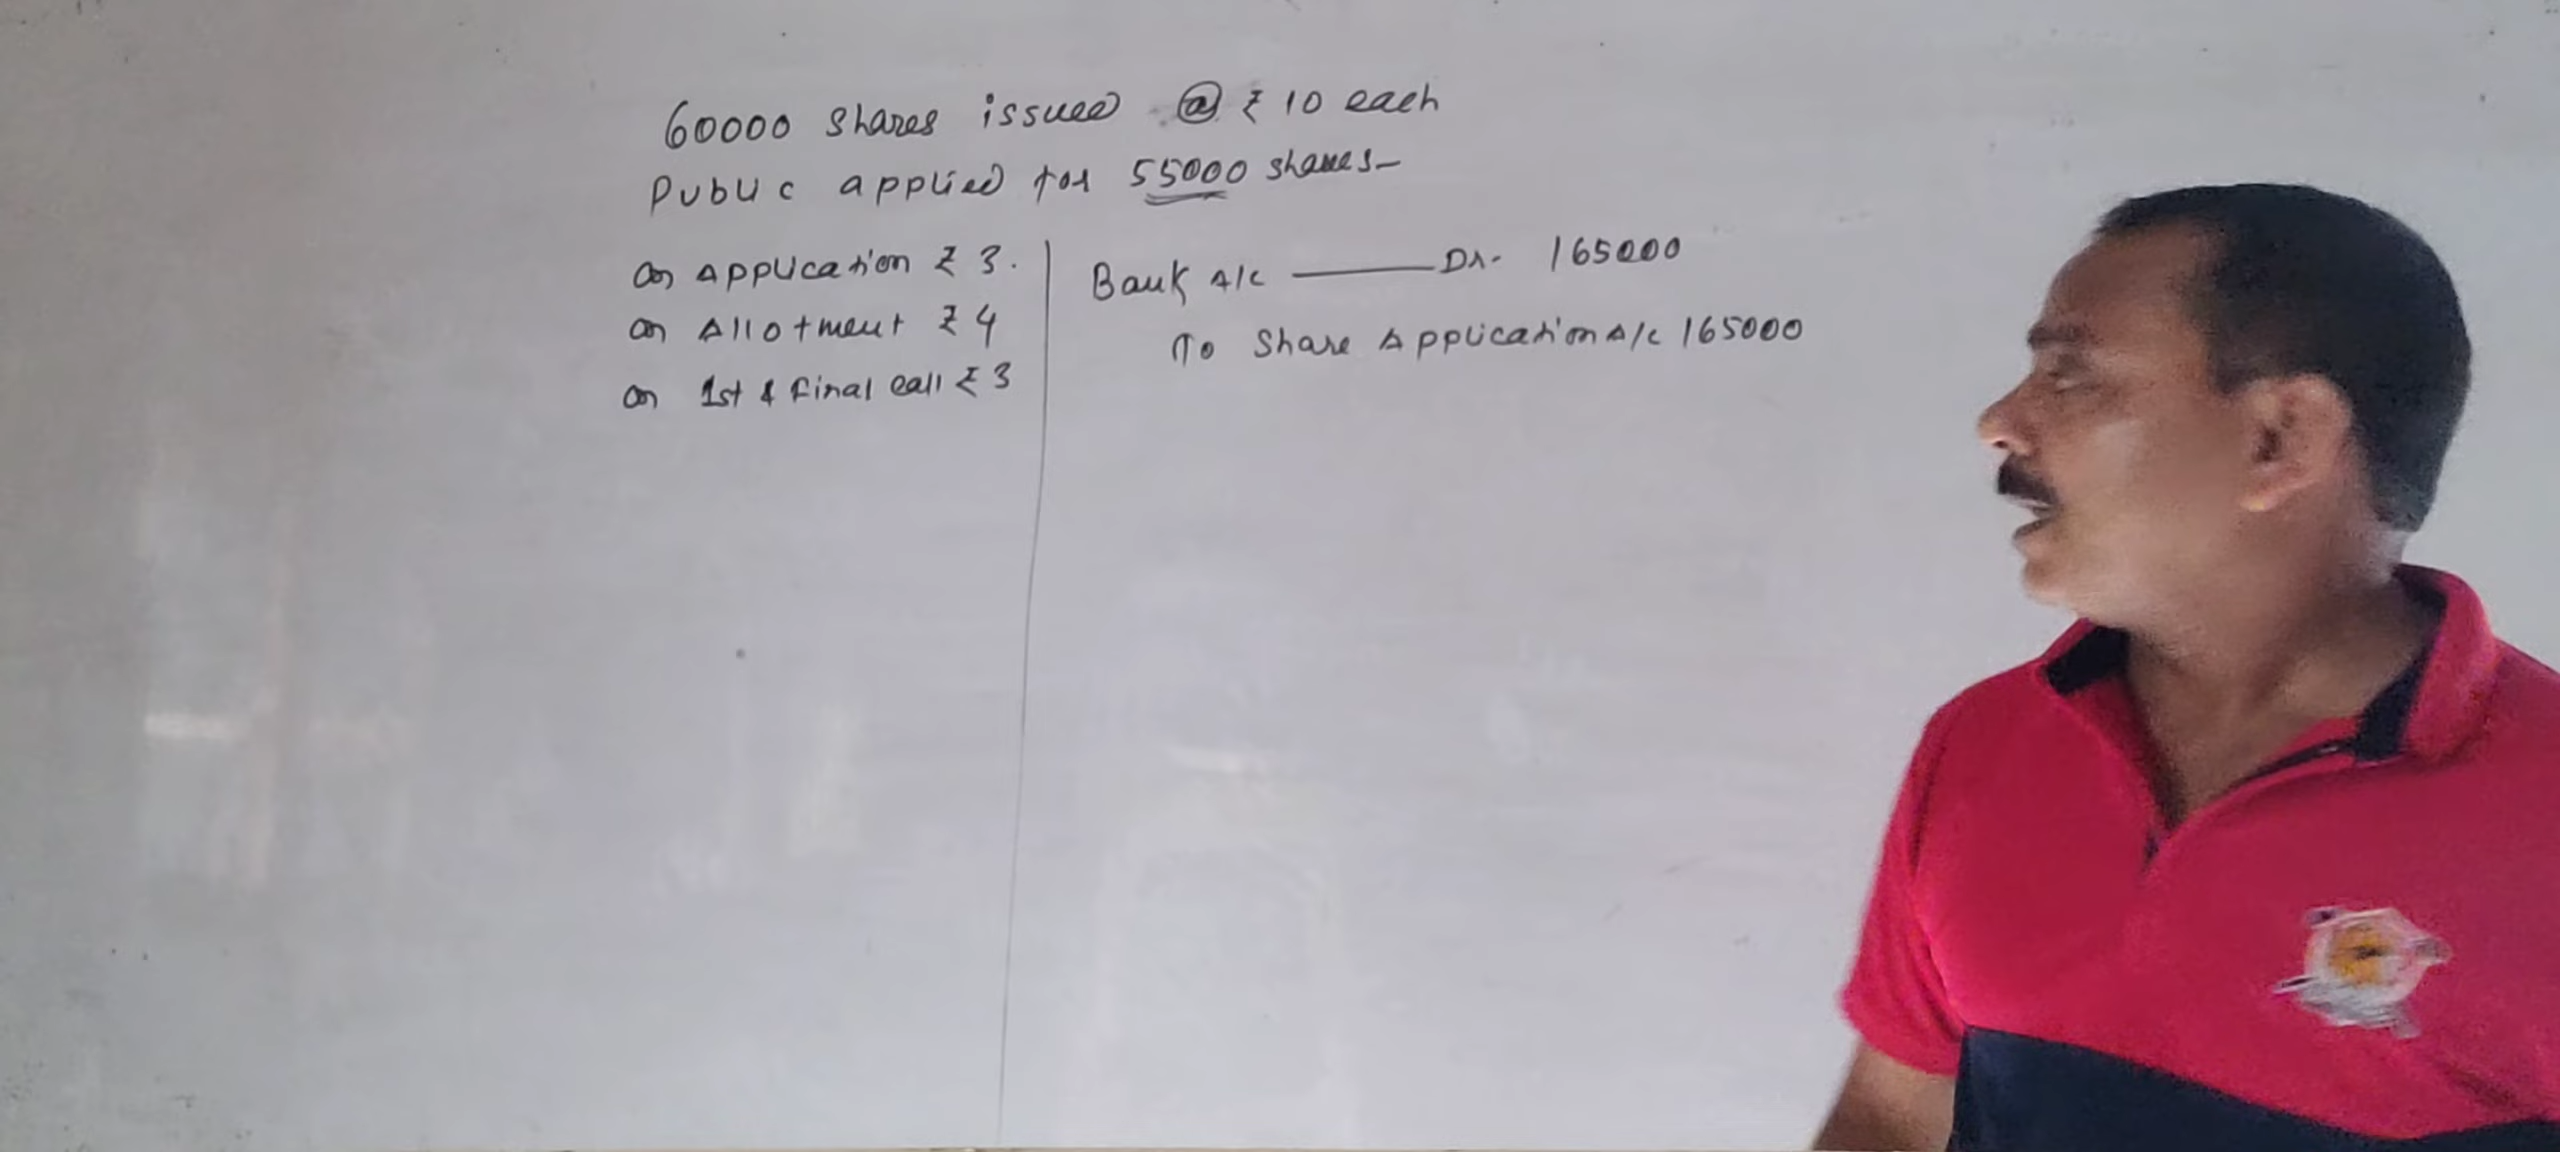 60000 shares issued @ ₹ 10 each
Public applied for 55000 shares
on Application ₹ 3.
on Allotment ₹ 4
on 1st & final call ₹ 3
Bank A/c ——— Dr. 165000
To Share Application A/c 165000